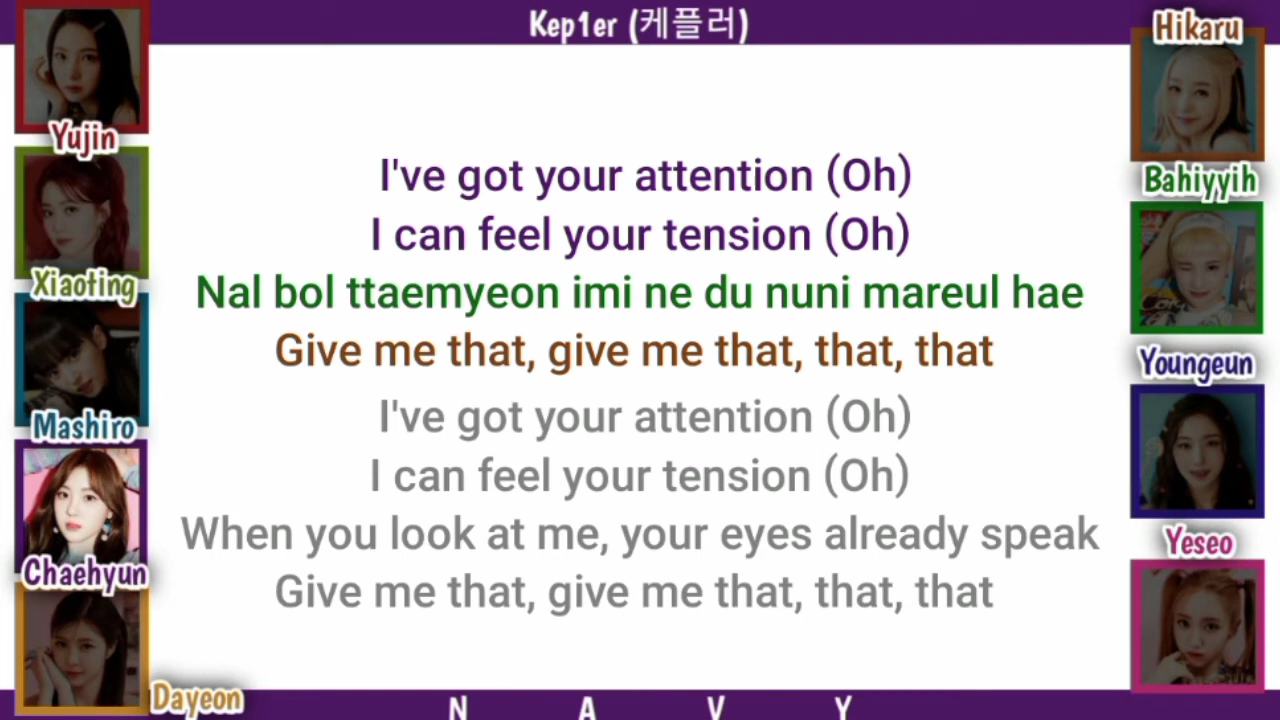 Kep1er (케플러)
Yujin
Xiaoting
Mashiro
Chaehyun
Dayeon
I've got your attention (Oh)
I can feel your tension (Oh)
Nal bol ttaemyeon imi ne du nuni mareul hae
Give me that, give me that, that, that
I've got your attention (Oh)
I can feel your tension (Oh)
When you look at me, your eyes already speak
Give me that, give me that, that, that
Hikaru
Bahiyyih
Youngeun
Yeseo
N A V Y